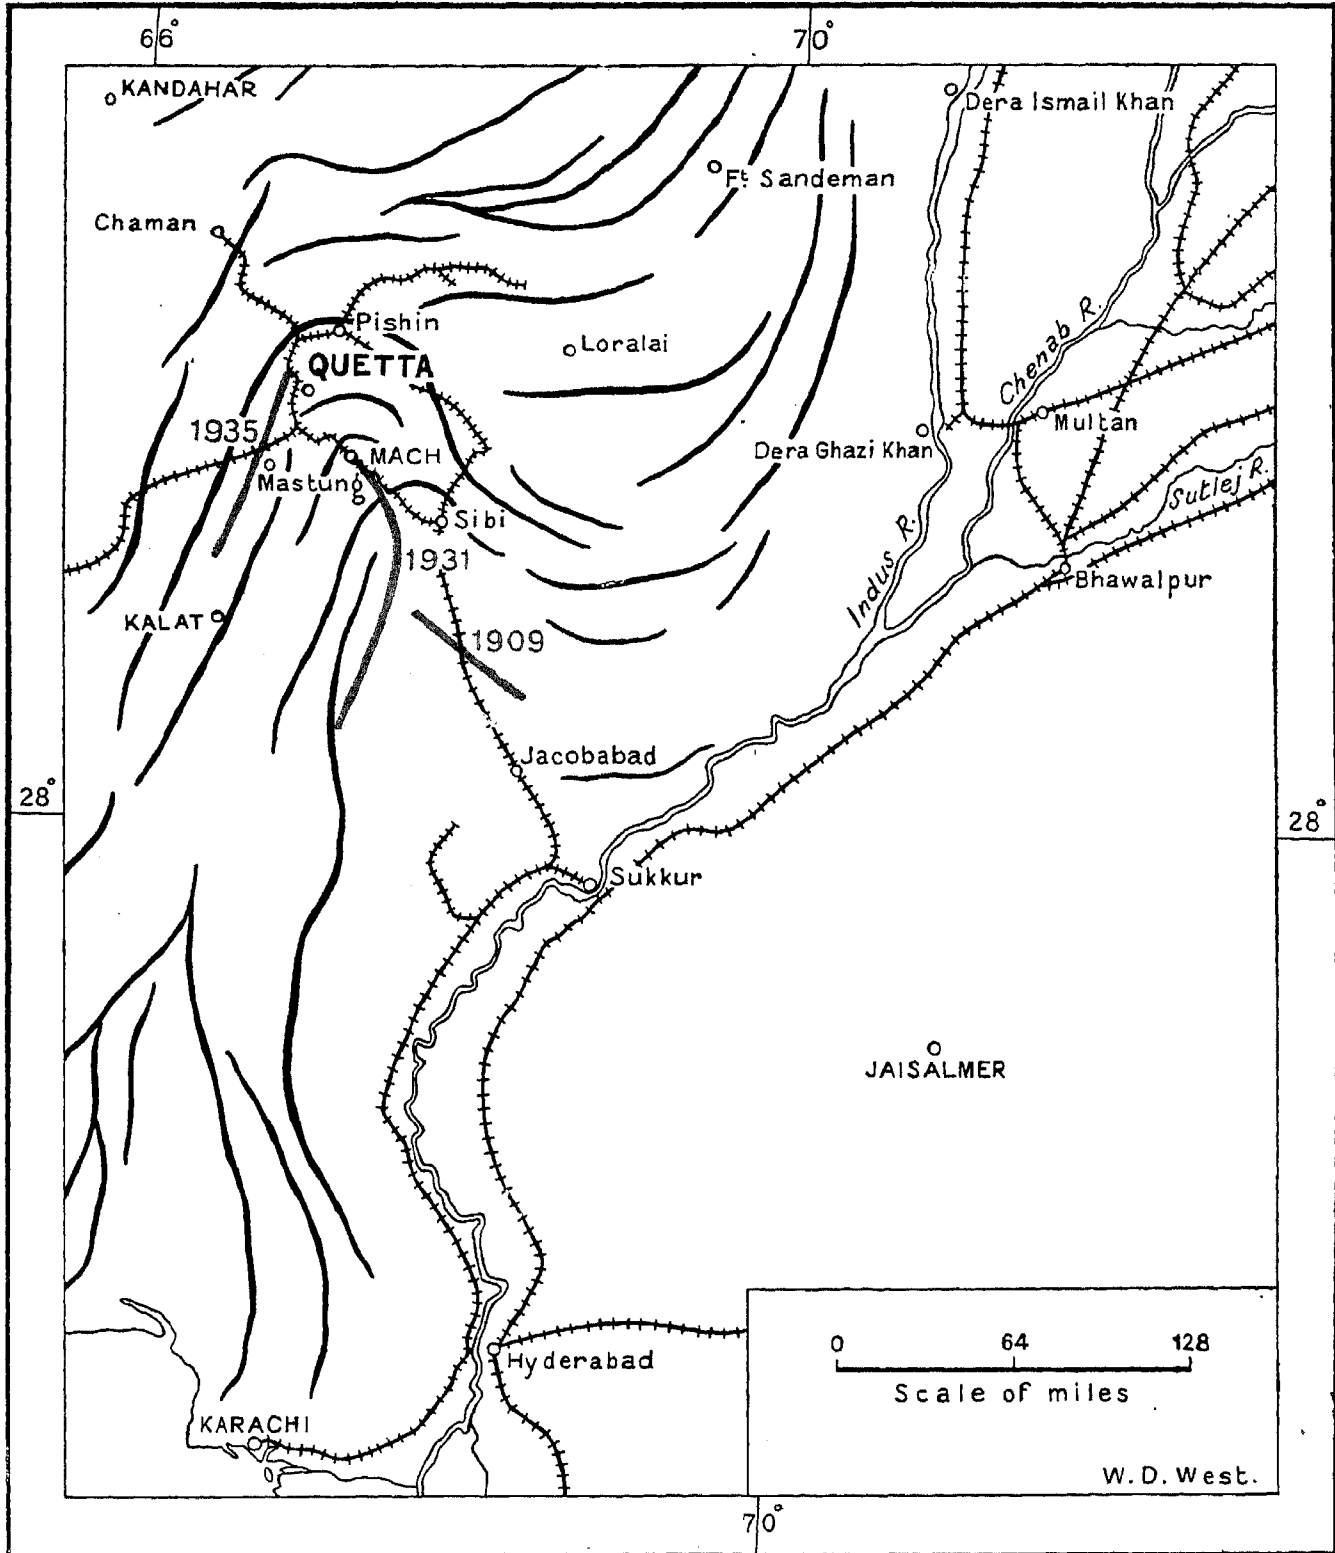 66°
70°
KANDAHAR
Dera Ismail Khan
Ft. Sandeman
Chaman
Chenab R.
Pishin
Loralai
QUETTA
1935
Multan
Dera Ghazi Khan
MACH
Mastung
Sutlej R.
Sibi
Indus R.
1931
Bhawalpur
KALAT
1909
Jacobabad
28°
28°
Sukkur
JAISALMER
0 64 128
Scale of miles
Hyderabad
KARACHI
W.D. West.
70°